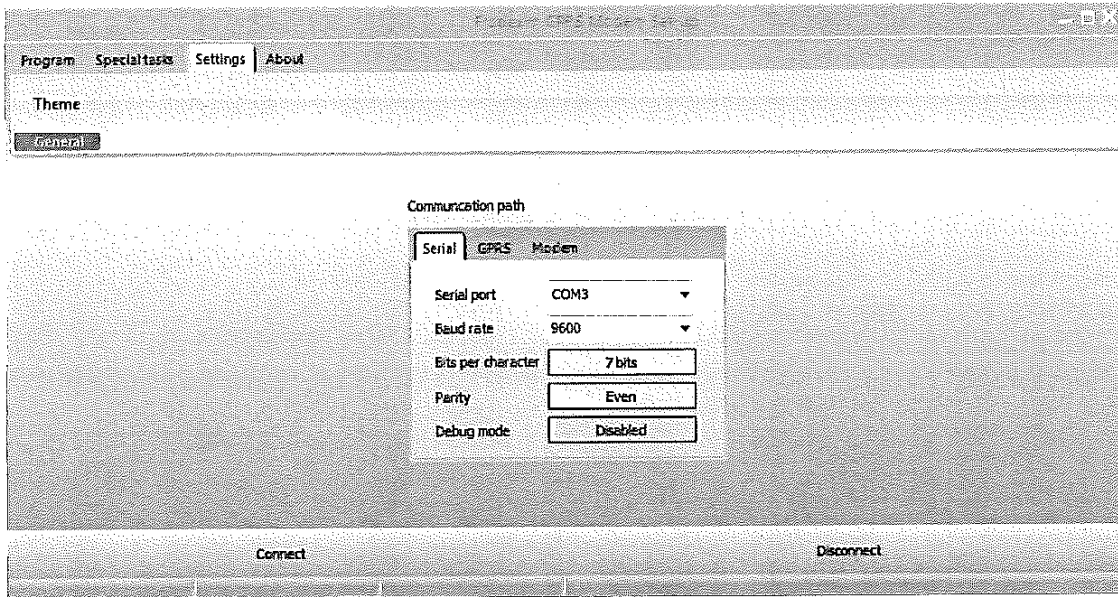 Program Special tasks Settings About
Theme
General
Communcation path
Serial GPRS Modem
Serial port COM3
Baud rate 9600
Bits per character 7 bits
Parity Even
Debug mode Disabled
Connect Disconnect